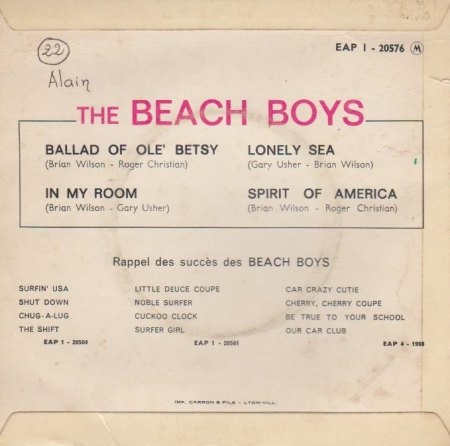 22
EAP 1 - 20576 M
Alain
THE BEACH BOYS
BALLAD OF OLE' BETSY
(Brian Wilson - Roger Christian)
LONELY SEA
(Gary Usher - Brian Wilson)
IN MY ROOM
(Brian Wilson - Gary Usher)
SPIRIT OF AMERICA
(Brian Wilson - Roger Christian)
Rappel des succès des BEACH BOYS
SURFIN' USA
SHUT DOWN
CHUG-A-LUG
THE SHIFT
EAP 1 - 20504
LITTLE DEUCE COUPE
NOBLE SURFER
CUCKOO CLOCK
SURFER GIRL
EAP 1 - 20561
CAR CRAZY CUTIE
CHERRY, CHERRY COUPE
BE TRUE TO YOUR SCHOOL
OUR CAR CLUB
EAP 4 - 1998
IMP. CARRON & FILS - LYON-VILL.